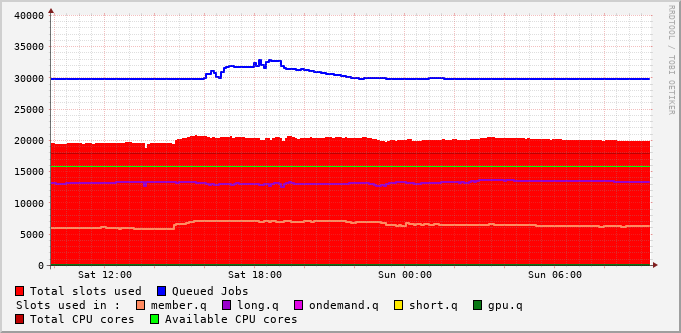 40000
35000
30000
25000
20000
15000
10000
5000
0
Sat 12:00 Sat 18:00 Sun 00:00 Sun 06:00
Total slots used Queued Jobs
Slots used in : member.q long.q ondemand.q short.q gpu.q
Total CPU cores Available CPU cores
RRDTOOL / TOBI OETIKER